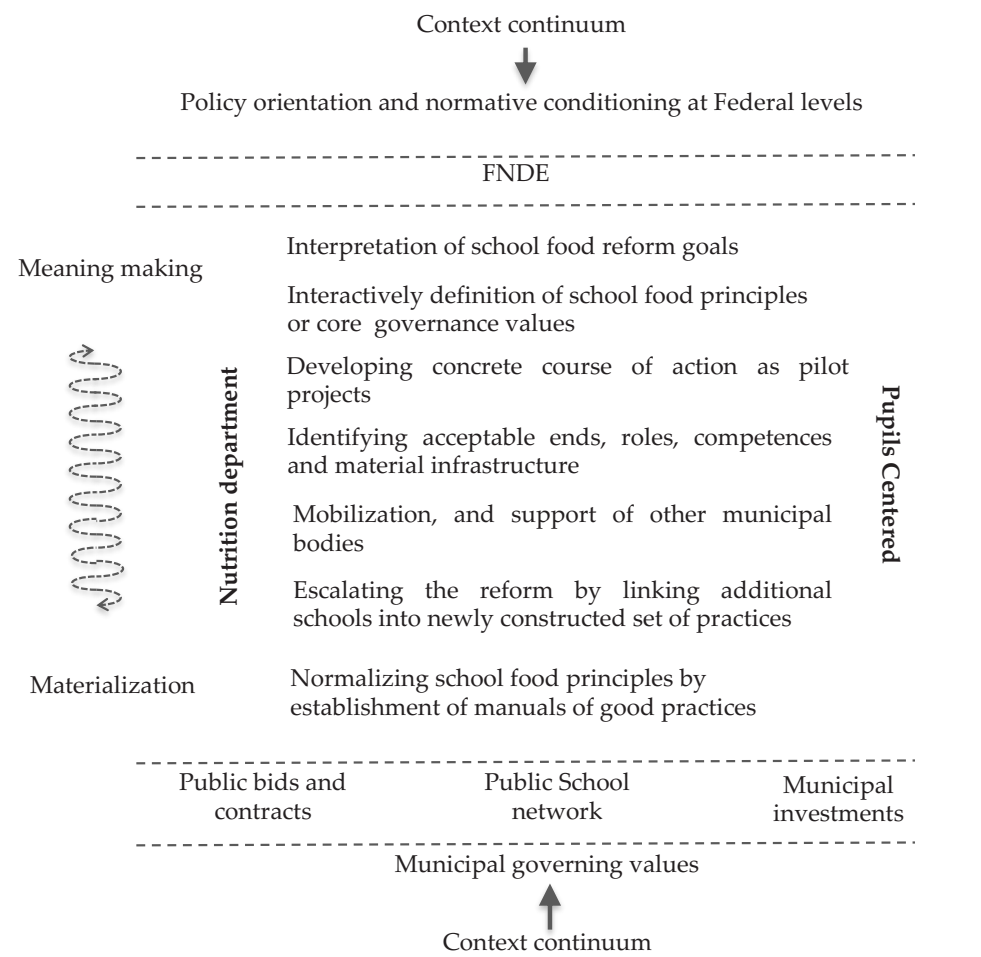 Context continuum
Policy orientation and normative conditioning at Federal levels
FNDE
Meaning making
Interpretation of school food reform goals
Interactively definition of school food principles
or core governance values
Developing concrete course of action as pilot
projects
Nutrition department
Pupils Centered
Identifying acceptable ends, roles, competences
and material infrastructure
Mobilization, and support of other municipal
bodies
Escalating the reform by linking additional
schools into newly constructed set of practices
Materialization
Normalizing school food principles by
establishment of manuals of good practices
Public bids and
contracts
Public School
network
Municipal
investments
Municipal governing values
Context continuum